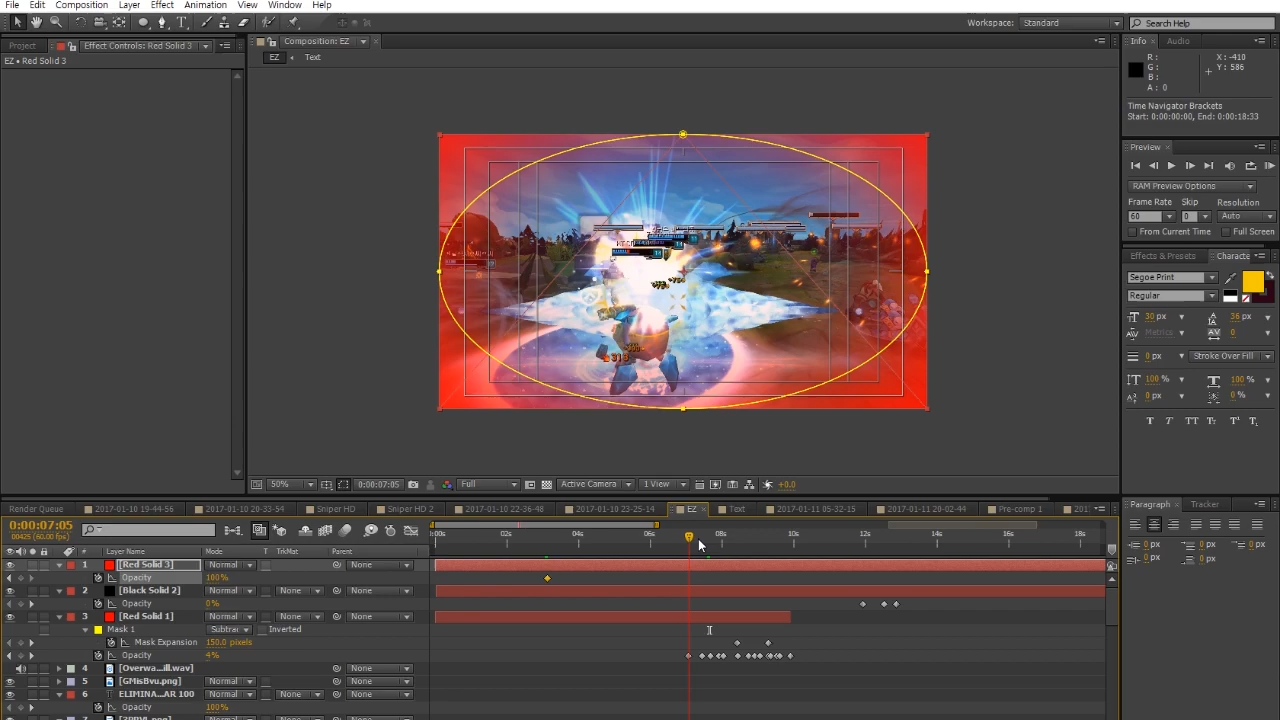 File Edit Composition Layer Effect Animation View Window Help
Workspace: Standard Search Help
Project Effect Controls: Red Solid 3 Composition: EZ Info Audio
EZ • Red Solid 3 EZ Text
R: G: B: A: 0 X: -410 Y: 586
Time Navigator Brackets
Start: 0:00:00:00, End: 0:00:18:33
Preview
RAM Preview Options
Frame Rate Skip Resolution
60 0 Auto
From Current Time Full Screen
Effects & Presets Characte
Segoe Print
Regular
30 px 36 px
Metrics 0
0 px Stroke Over Fill
100 % 100 %
0 px 0 %
T T TT Tr T¹ T₁
50% 0:00:07:05 Full Active Camera 1 View +0.0
Paragraph Tracker
0 px 0 px 0 px
0 px 0 px
Render Queue 2017-01-10 19-44-56 2017-01-10 20-33-54 Sniper HD Sniper HD 2 2017-01-10 22-36-48 2017-01-10 23-25-14 EZ Text 2017-01-11 05-32-15 2017-01-11 20-02-44 Pre-comp 1 201
0:00:07:05
00425 (60.00 fps)
# Layer Name Mode T TrkMat Parent
:00s 02s 04s 06s 08s 10s 12s 14s 16s 18s
1 [Red Solid 3] Normal None
Opacity 100%
2 [Black Solid 2] Normal None None
Opacity 0%
3 [Red Solid 1] Normal None None
Mask 1 Subtrac Inverted
Mask Expansion 150.0 pixels
Opacity 4%
4 [Overwa...ill.wav] None
5 [GMisBvu.png] Normal None None
6 ELIMINA...AR 100 Normal None None
Opacity 100%